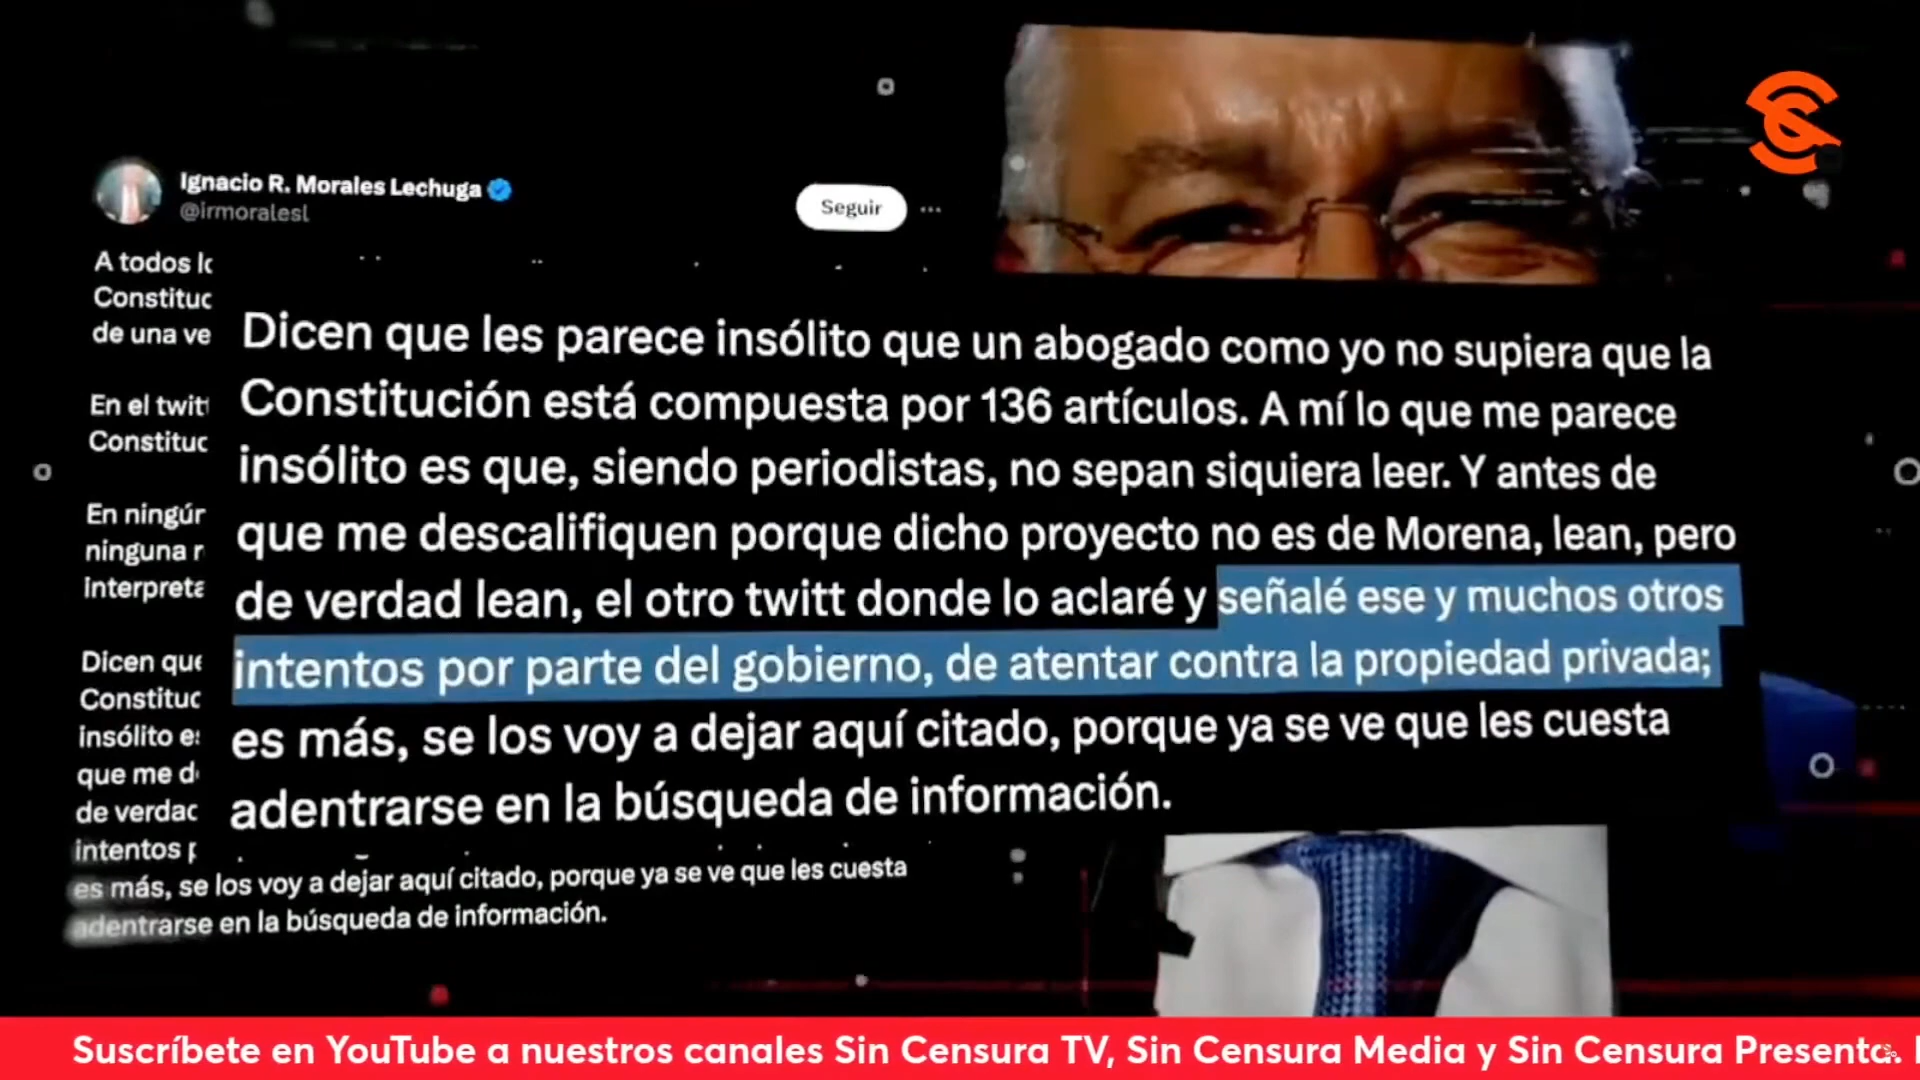 Ignacio R. Morales Lechuga
@irmoralesl
Seguir
A todos
Constituc
de una ve
En el twit
Constituc
En ningún
ninguna
Interpreta
Dicen que
Constituc
insólito es
que me d
de verdad
intentos p
es más, se los voy a dejar aquí citado, porque ya se ve que les cuesta
adentrarse en la búsqueda de información.
Dicen que les parece insólito que un abogado como yo no supiera que la
Constitución está compuesta por 136 artículos. A mí lo que me parece
insólito es que, siendo periodistas, no sepan siquiera leer. Y antes de
que me descalifiquen porque dicho proyecto no es de Morena, lean, pero
de verdad lean, el otro twitt donde lo aclaré y señalé ese y muchos otros
intentos por parte del gobierno, de atentar contra la propiedad privada;
es más, se los voy a dejar aquí citado, porque ya se ve que les cuesta
adentrarse en la búsqueda de información.
Suscríbete en YouTube a nuestros canales Sin Censura TV, Sin Censura Media y Sin Censura Presenta.